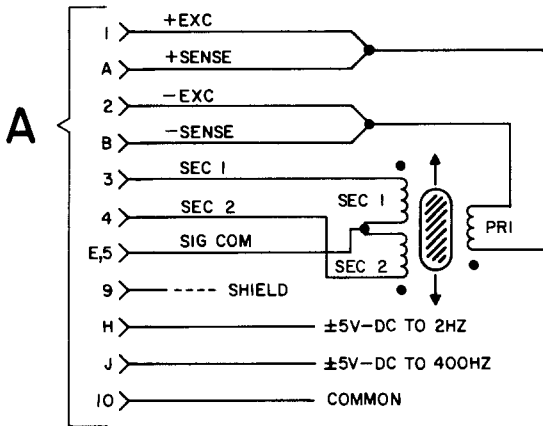 A
1 +EXC
A +SENSE
2 −EXC
B −SENSE
3 SEC 1
4 SEC 2
E,5 SIG COM
SEC 1
SEC 2
PRI
9 SHIELD
H ±5V−DC TO 2HZ
J ±5V−DC TO 400HZ
10 COMMON